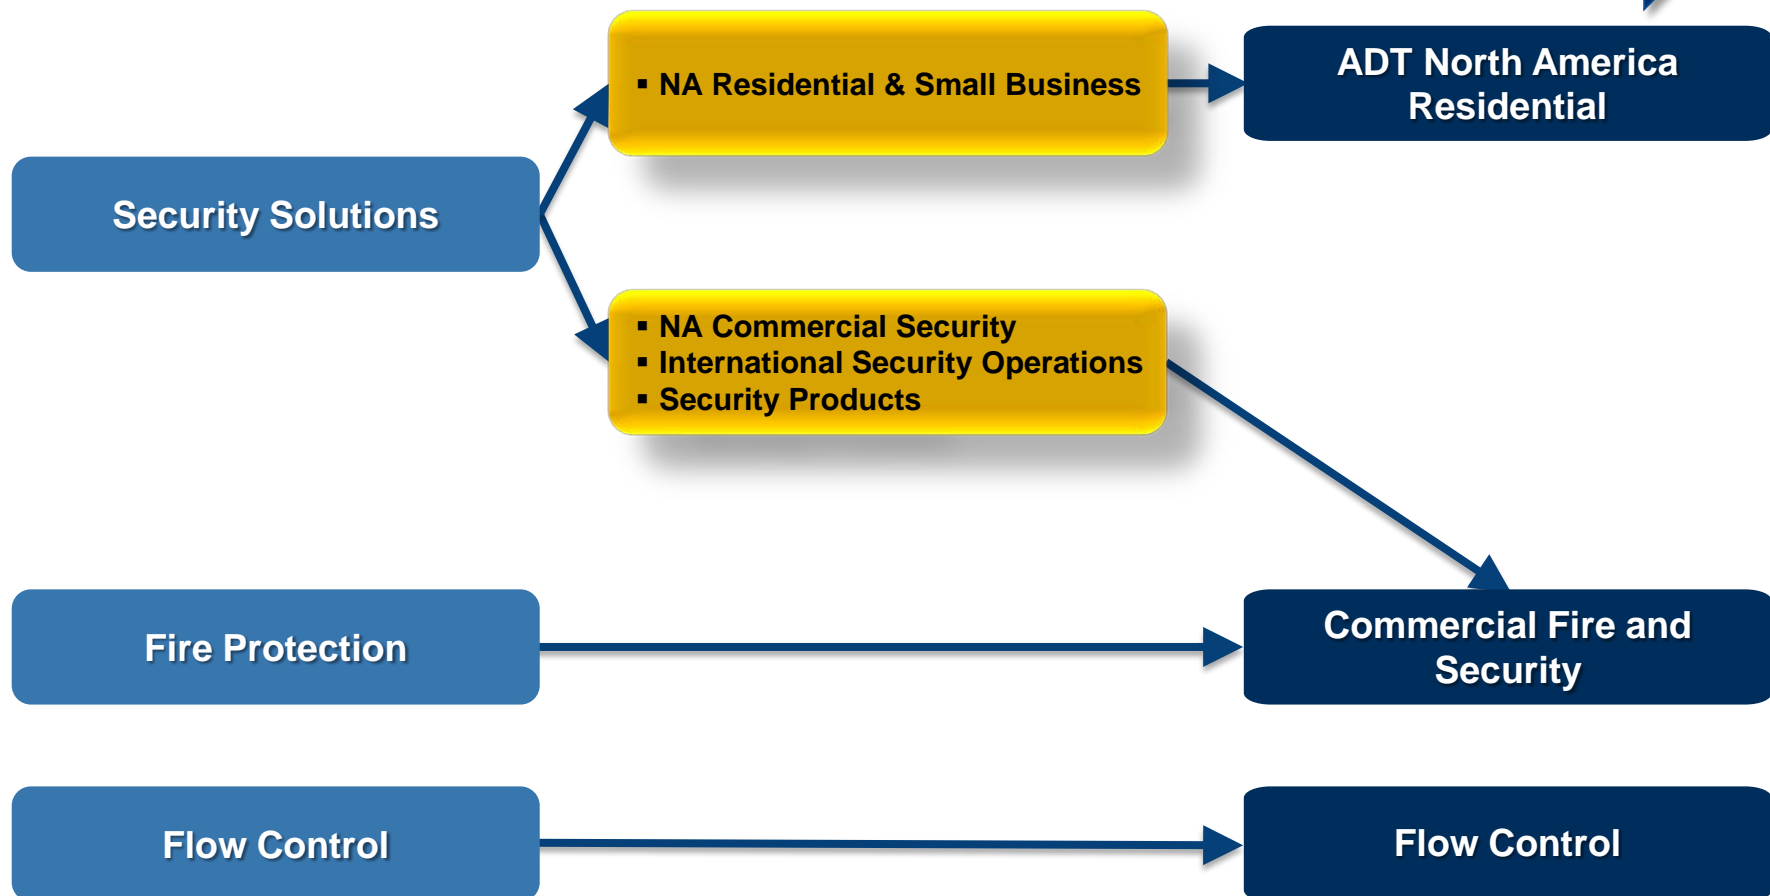 ▪ NA Residential & Small Business
ADT North America
Residential
Security Solutions
▪ NA Commercial Security
▪ International Security Operations
▪ Security Products
Fire Protection
Commercial Fire and
Security
Flow Control
Flow Control